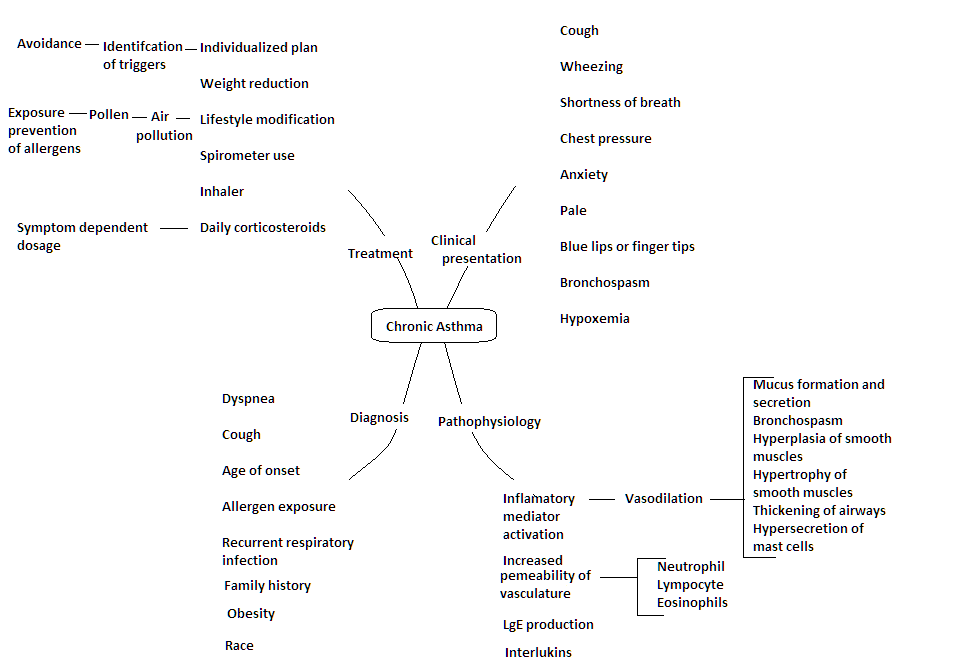 Avoidance
Identifcation
of triggers
Individualized plan
Weight reduction
Exposure
prevention
of allergens
Pollen
Air
pollution
Lifestyle modification
Spirometer use
Inhaler
Symptom dependent
dosage
Daily corticosteroids
Treatment
Clinical
presentation
Cough
Wheezing
Shortness of breath
Chest pressure
Anxiety
Pale
Blue lips or finger tips
Bronchospasm
Hypoxemia
Chronic Asthma
Diagnosis
Dyspnea
Cough
Age of onset
Allergen exposure
Recurrent respiratory
infection
Family history
Obesity
Race
Pathophysiology
Inflamatory
mediator
activation
Vasodilation
Mucus formation and
secretion
Bronchospasm
Hyperplasia of smooth
muscles
Hypertrophy of
smooth muscles
Thickening of airways
Hypersecretion of
mast cells
Increased
pemeability of
vasculature
Neutrophil
Lympocyte
Eosinophils
LgE production
Interlukins